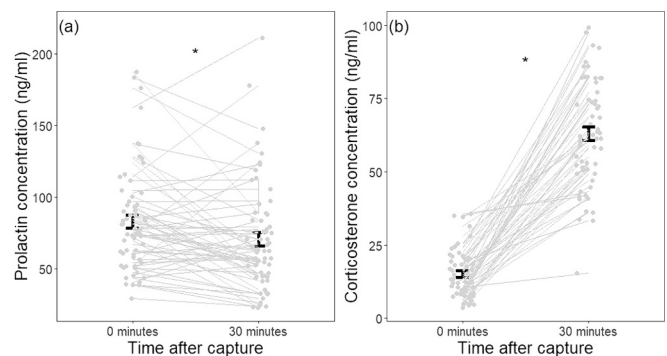 (a)
*
Prolactin concentration (ng/ml)
200
150
100
50
0 minutes
30 minutes
Time after capture
(b)
*
Corticosterone concentration (ng/ml)
100
75
50
25
0
0 minutes
30 minutes
Time after capture